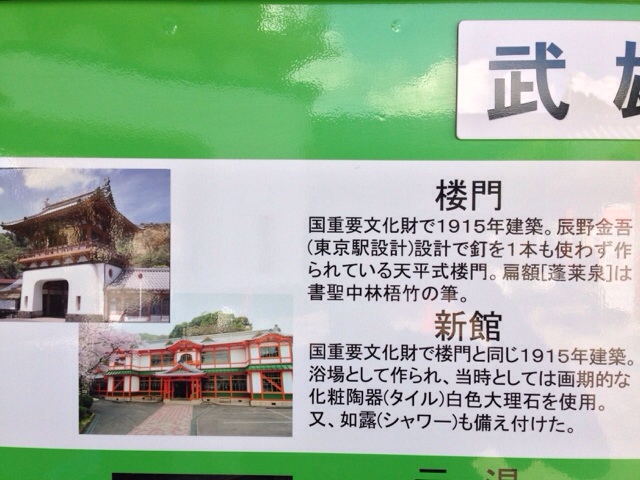 武雄
楼門
国重要文化財で1915年建築。辰野金吾
(東京駅設計)設計で釘を1本も使わず作
られている天平式楼門。扁額[蓬莱泉]は
書聖中林梧竹の筆。
新館
国重要文化財で楼門と同じ1915年建築。
浴場として作られ、当時としては画期的な
化粧陶器(タイル)白色大理石を使用。
又、如露(シャワー)も備え付けた。